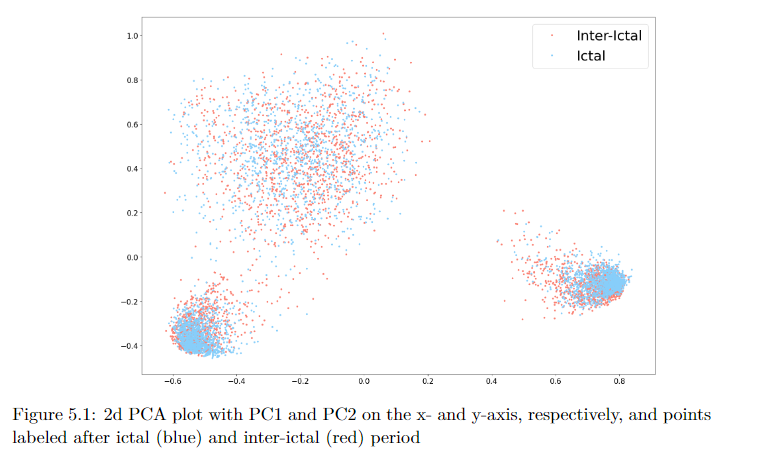 1.0
0.8
0.6
0.4
0.2
0.0
−0.2
−0.4
−0.6 −0.4 −0.2 0.0 0.2 0.4 0.6 0.8
Inter-Ictal
Ictal
Figure 5.1: 2d PCA plot with PC1 and PC2 on the x- and y-axis, respectively, and points
labeled after ictal (blue) and inter-ictal (red) period